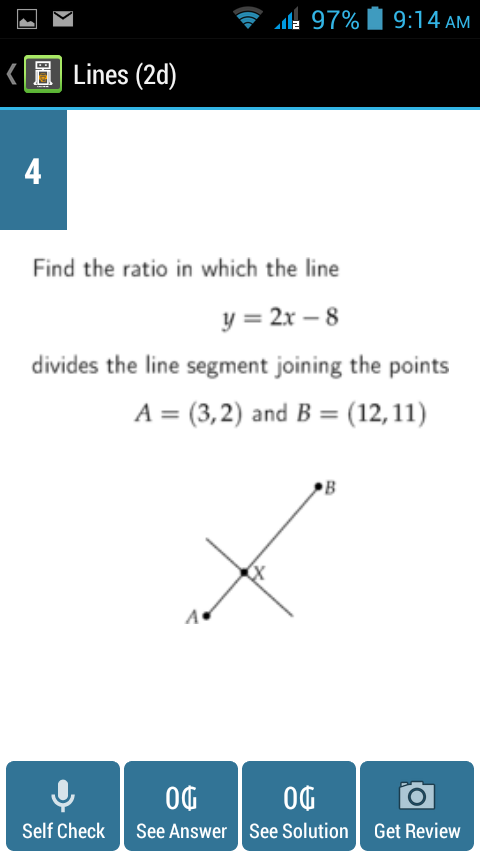 97% 9:14 AM
Lines (2d)
4
Find the ratio in which the line
y = 2x − 8
divides the line segment joining the points
A = (3, 2) and B = (12, 11)
B
X
A
Self Check
0₲ See Answer
0₲ See Solution
Get Review